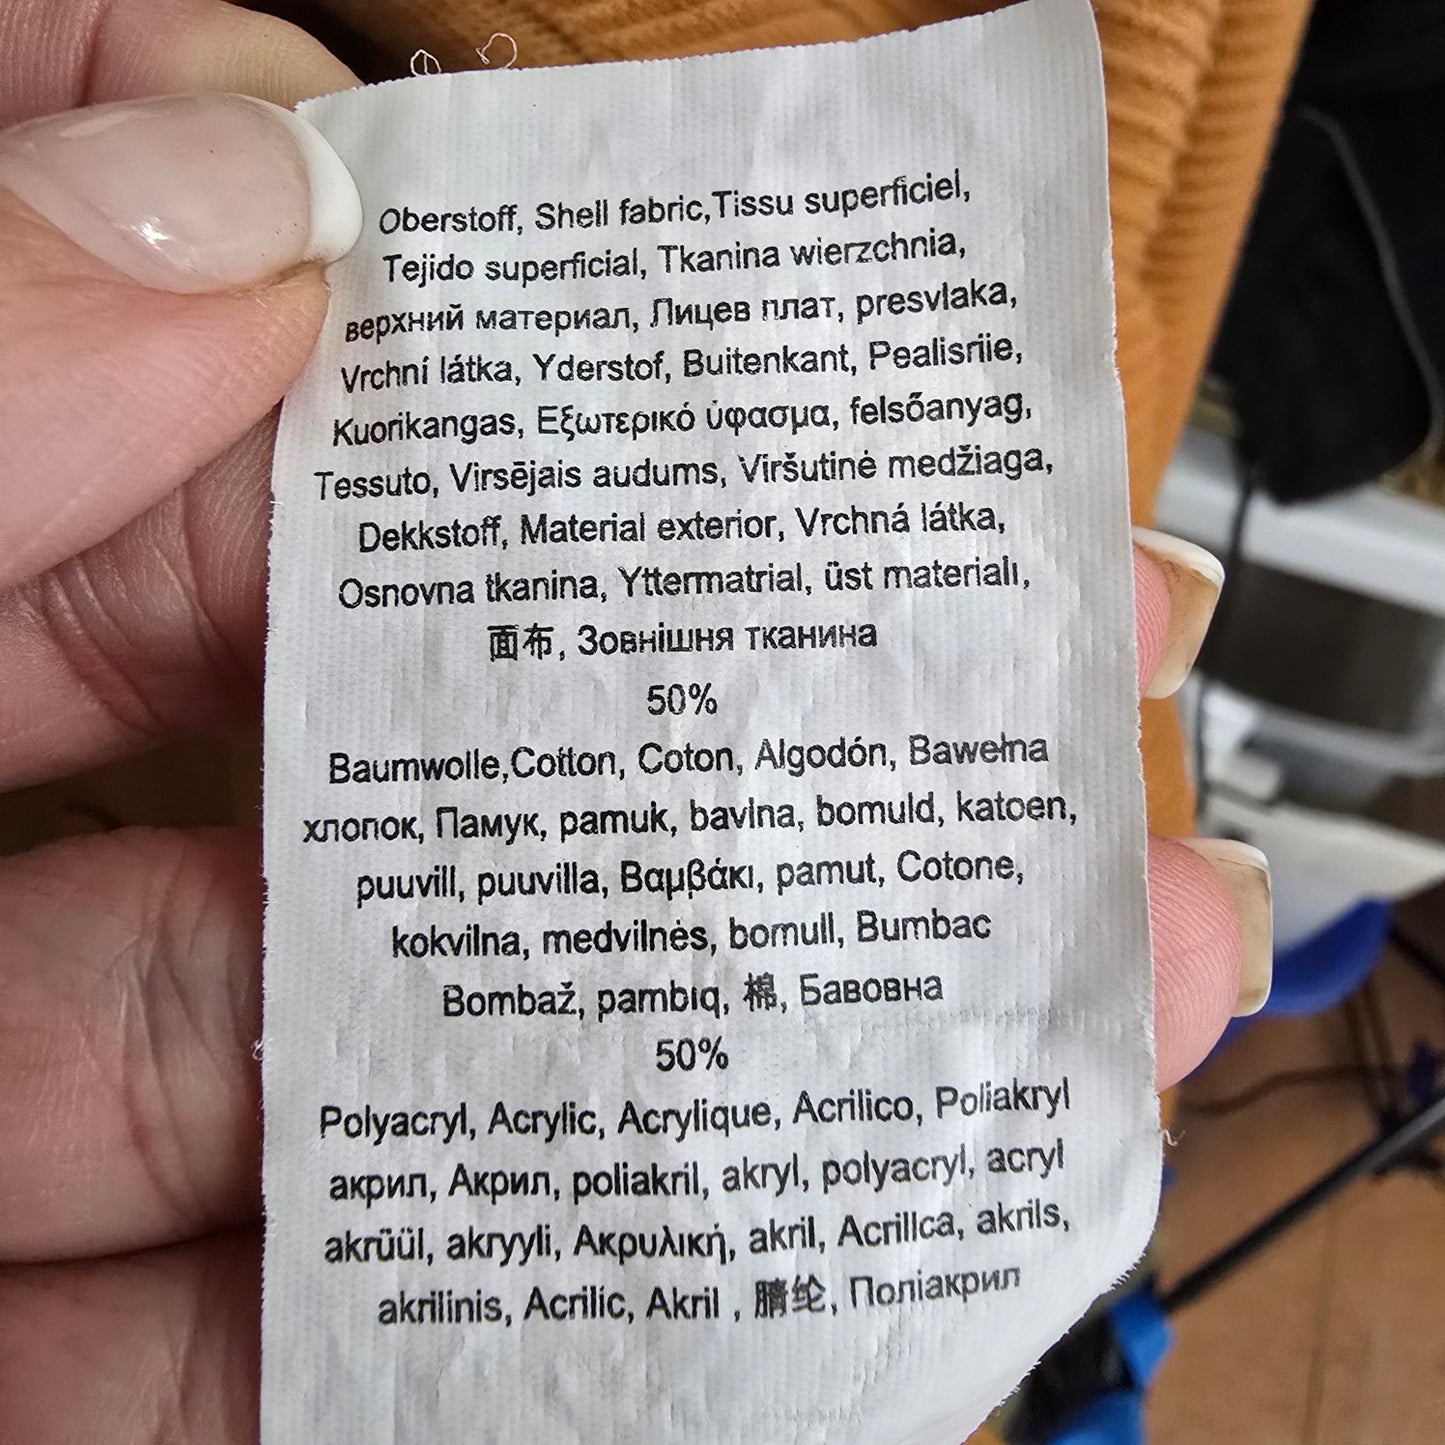 Oberstoff, Shell fabric,Tissu superficiel,
Tejido superficial, Tkanina wierzchnia,
верхний материал, Лицев плат, presvlaka,
Vrchní látka, Yderstof, Buitenkant, Pealisriie,
Kuorikangas, Εξωτερικό ύφασμα, felsőanyag,
Tessuto, Virsējais audums, Viršutinė medžiaga,
Dekkstoff, Material exterior, Vrchná látka,
Osnovna tkanina, Yttermatrial, üst materialı,
面布, Зовнішня тканина
50%
Baumwolle,Cotton, Coton, Algodón, Bawełna
хлопок, Памук, pamuk, bavlna, bomuld, katoen,
puuvill, puuvilla, Βαμβάκι, pamut, Cotone,
kokvilna, medvilnės, bomull, Bumbac
Bombaž, pambıq, 棉, Бавовна
50%
Polyacryl, Acrylic, Acrylique, Acrilico, Poliakryl
акрил, Акрил, poliakril, akryl, polyacryl, acryl
akrüül, akryyli, Ακρυλική, akril, Acrillca, akrils,
akrilinis, Acrilic, Akril , 腈纶, Поліакрил